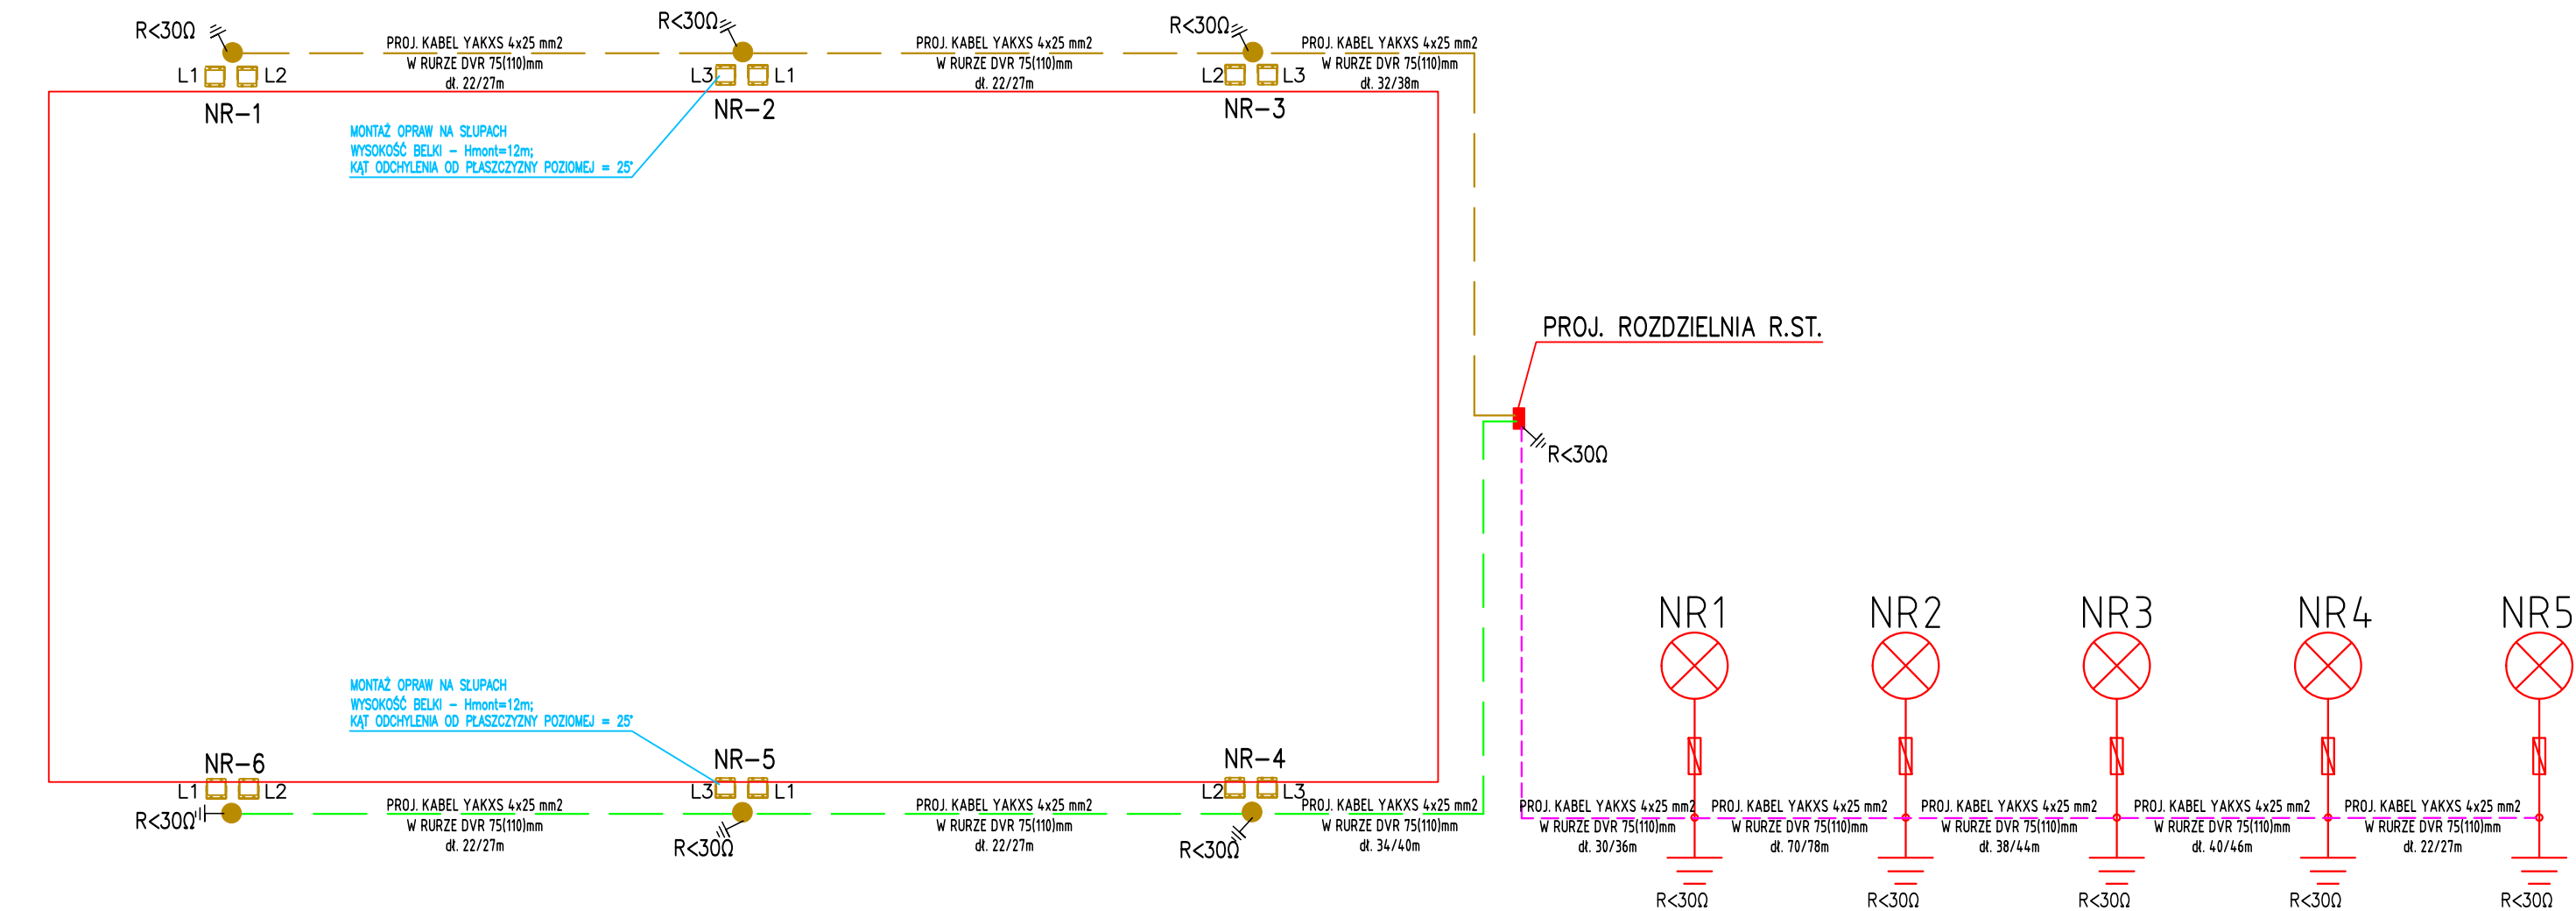 R<30Ω
R<30Ω
R<30Ω
PROJ. KABEL YAKXS 4x25 mm2
W RURZE DVR 75(110)mm
dł. 22/27m
PROJ. KABEL YAKXS 4x25 mm2
W RURZE DVR 75(110)mm
dł. 22/27m
PROJ. KABEL YAKXS 4x25 mm2
W RURZE DVR 75(110)mm
dł. 32/38m
L1 L2
L3 L1
L2 L3
NR-1
NR-2
NR-3
MONTAŻ OPRAW NA SŁUPACH
WYSOKOŚĆ BELKI - Hmont=12m;
KĄT ODCHYLENIA OD PŁASZCZYZNY POZIOMEJ = 25°
PROJ. ROZDZIELNIA R.ST.
R<30Ω
NR1
NR2
NR3
NR4
NR5
MONTAŻ OPRAW NA SŁUPACH
WYSOKOŚĆ BELKI - Hmont=12m;
KĄT ODCHYLENIA OD PŁASZCZYZNY POZIOMEJ = 25°
NR-6
NR-5
NR-4
L1 L2
L3 L1
L2 L3
R<30Ω
R<30Ω
R<30Ω
PROJ. KABEL YAKXS 4x25 mm2
W RURZE DVR 75(110)mm
dł. 22/27m
PROJ. KABEL YAKXS 4x25 mm2
W RURZE DVR 75(110)mm
dł. 22/27m
PROJ. KABEL YAKXS 4x25 mm2
W RURZE DVR 75(110)mm
dł. 34/40m
PROJ. KABEL YAKXS 4x25 mm2
W RURZE DVR 75(110)mm
dł. 30/36m
PROJ. KABEL YAKXS 4x25 mm2
W RURZE DVR 75(110)mm
dł. 70/78m
PROJ. KABEL YAKXS 4x25 mm2
W RURZE DVR 75(110)mm
dł. 38/44m
PROJ. KABEL YAKXS 4x25 mm2
W RURZE DVR 75(110)mm
dł. 40/46m
PROJ. KABEL YAKXS 4x25 mm2
W RURZE DVR 75(110)mm
dł. 22/27m
R<30Ω
R<30Ω
R<30Ω
R<30Ω
R<30Ω